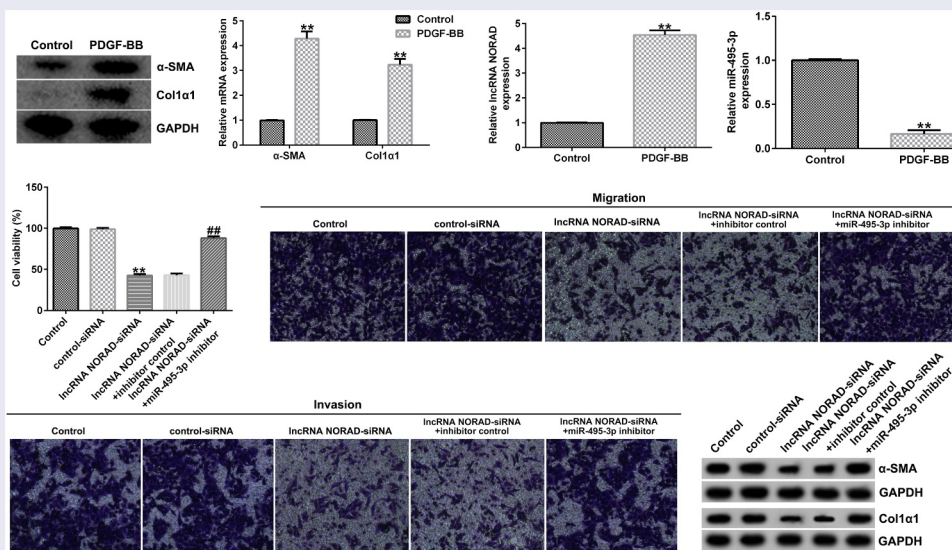 Control PDGF-BB
α-SMA
Col1α1
GAPDH
Relative mRNA expression
5
4
3
2
1
0
**
**
α-SMA Col1α1
Control
PDGF-BB
Relative lncRNA NORAD
expression
5
4
3
2
1
0
**
Control PDGF-BB
Relative miR-495-3p
expression
1.5
1.0
0.5
0.0
**
Control PDGF-BB
Cell viability (%)
150
100
50
0
**
##
Control
control-siRNA
lncRNA NORAD-siRNA
lncRNA NORAD-siRNA
+inhibitor control
lncRNA NORAD-siRNA
+miR-495-3p inhibitor
Migration
Control
control-siRNA
lncRNA NORAD-siRNA
lncRNA NORAD-siRNA
+inhibitor control
lncRNA NORAD-siRNA
+miR-495-3p inhibitor
Invasion
Control
control-siRNA
lncRNA NORAD-siRNA
lncRNA NORAD-siRNA
+inhibitor control
lncRNA NORAD-siRNA
+miR-495-3p inhibitor
Control
control-siRNA
lncRNA NORAD-siRNA
lncRNA NORAD-siRNA
+inhibitor control
lncRNA NORAD-siRNA
+miR-495-3p inhibitor
α-SMA
GAPDH
Col1α1
GAPDH